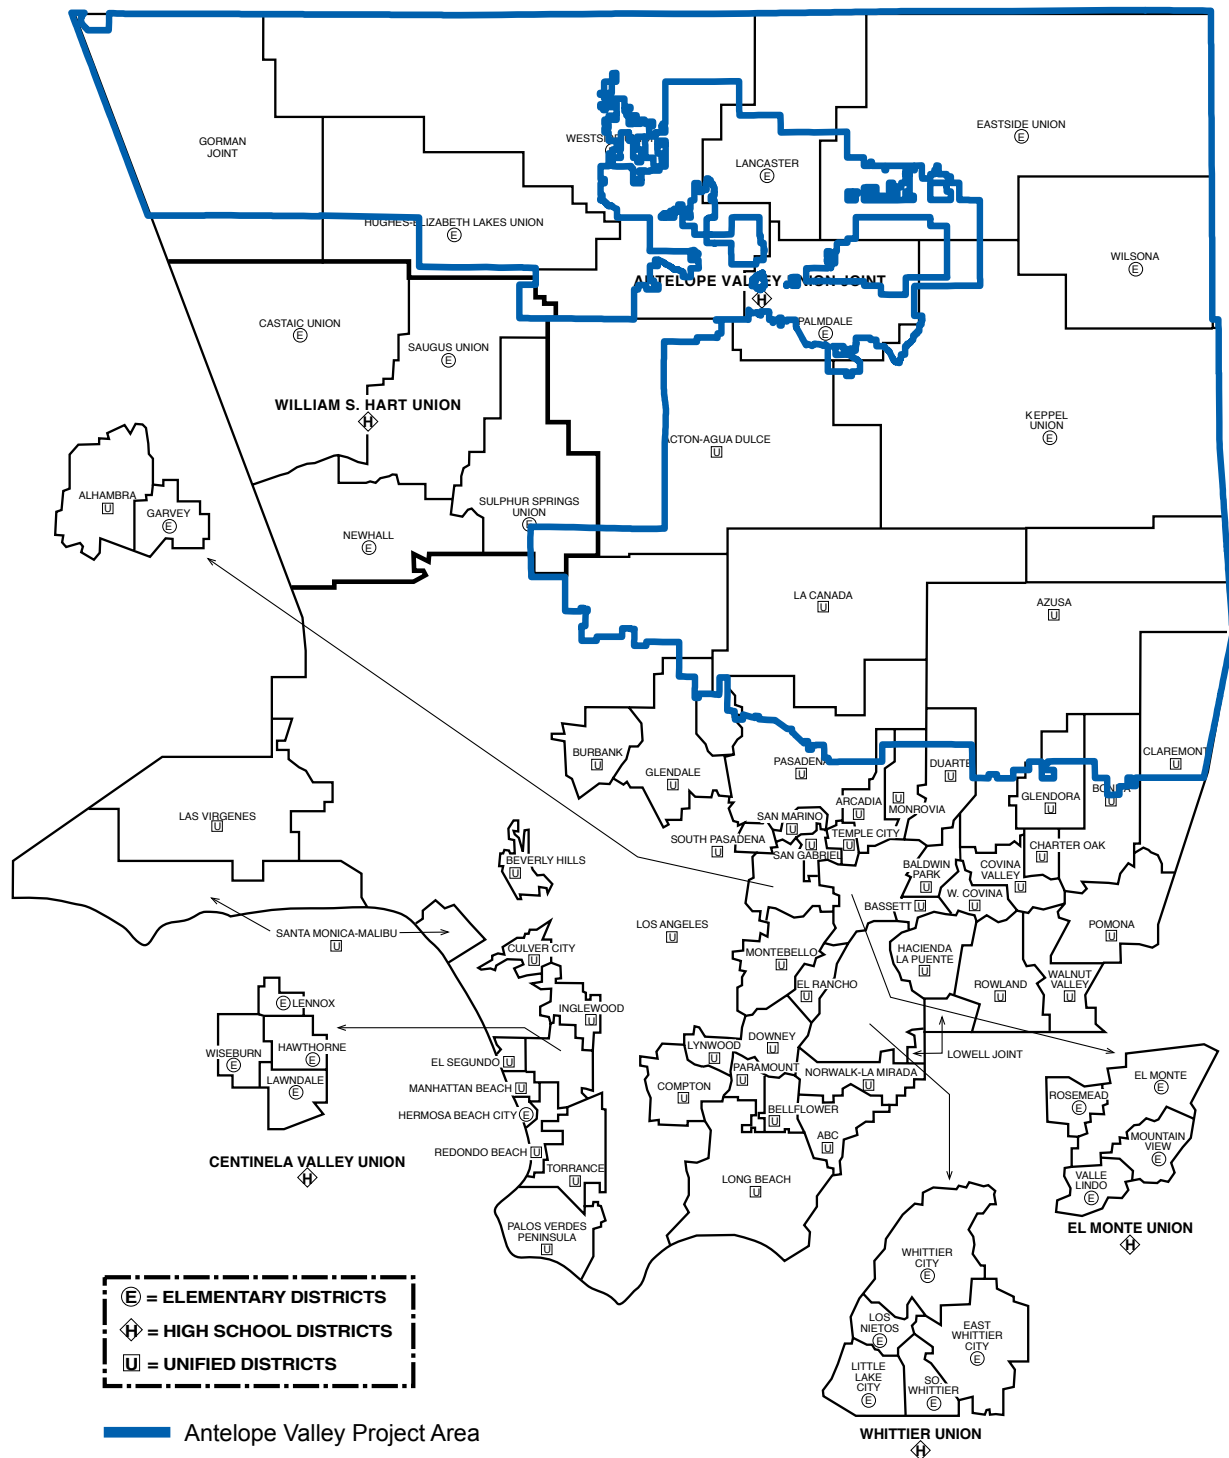 GORMAN
JOINT
WESTSI
E
LANCASTER
E
EASTSIDE UNION
E
HUGHES-ELIZABETH LAKES UNION
E
WILSONA
E
ANTELOPE VALLEY UNION JOINT
H
CASTAIC UNION
E
SAUGUS UNION
E
PALMDALE
E
WILLIAM S. HART UNION
H
KEPPEL
UNION
E
ACTON-AGUA DULCE
U
ALHAMBRA
U
GARVEY
E
SULPHUR SPRINGS
UNION
E
NEWHALL
E
LA CANADA
U
AZUSA
U
BURBANK
U
GLENDALE
U
PASADENA
U
DUARTE
U
CLAREMONT
U
BONITA
U
GLENDORA
U
ARCADIA
U
U
MONROVIA
LAS VIRGENES
U
SAN MARINO
U
TEMPLE CITY
U
SOUTH PASADENA
U
U
SAN GABRIEL
CHARTER OAK
U
BEVERLY HILLS
U
BALDWIN
PARK
U
COVINA
VALLEY
U
W. COVINA
U
BASSETT U
SANTA MONICA-MALIBU
U
LOS ANGELES
U
POMONA
U
CULVER CITY
U
MONTEBELLO
U
HACIENDA
LA PUENTE
U
EL RANCHO
U
ROWLAND
U
WALNUT
VALLEY
U
E LENNOX
INGLEWOOD
U
WISEBURN
E
HAWTHORNE
E
LAWNDALE
E
DOWNEY
U
LYNWOOD
U
LOWELL JOINT
EL SEGUNDO U
PARAMOUNT
U
NORWALK-LA MIRADA
U
MANHATTAN BEACH U
COMPTON
U
EL MONTE
E
ROSEMEAD
E
HERMOSA BEACH CITY E
BELLFLOWER
U
ABC
U
MOUNTAIN
VIEW
E
REDONDO BEACH U
CENTINELA VALLEY UNION
H
TORRANCE
U
LONG BEACH
U
VALLE
LINDO
E
PALOS VERDES
PENINSULA
U
EL MONTE UNION
H
WHITTIER
CITY
E
LOS
NIETOS
E
EAST
WHITTIER
CITY
E
LITTLE
LAKE
CITY
E
SO.
WHITTIER
E
WHITTIER UNION
H
E = ELEMENTARY DISTRICTS
H = HIGH SCHOOL DISTRICTS
U = UNIFIED DISTRICTS
Antelope Valley Project Area